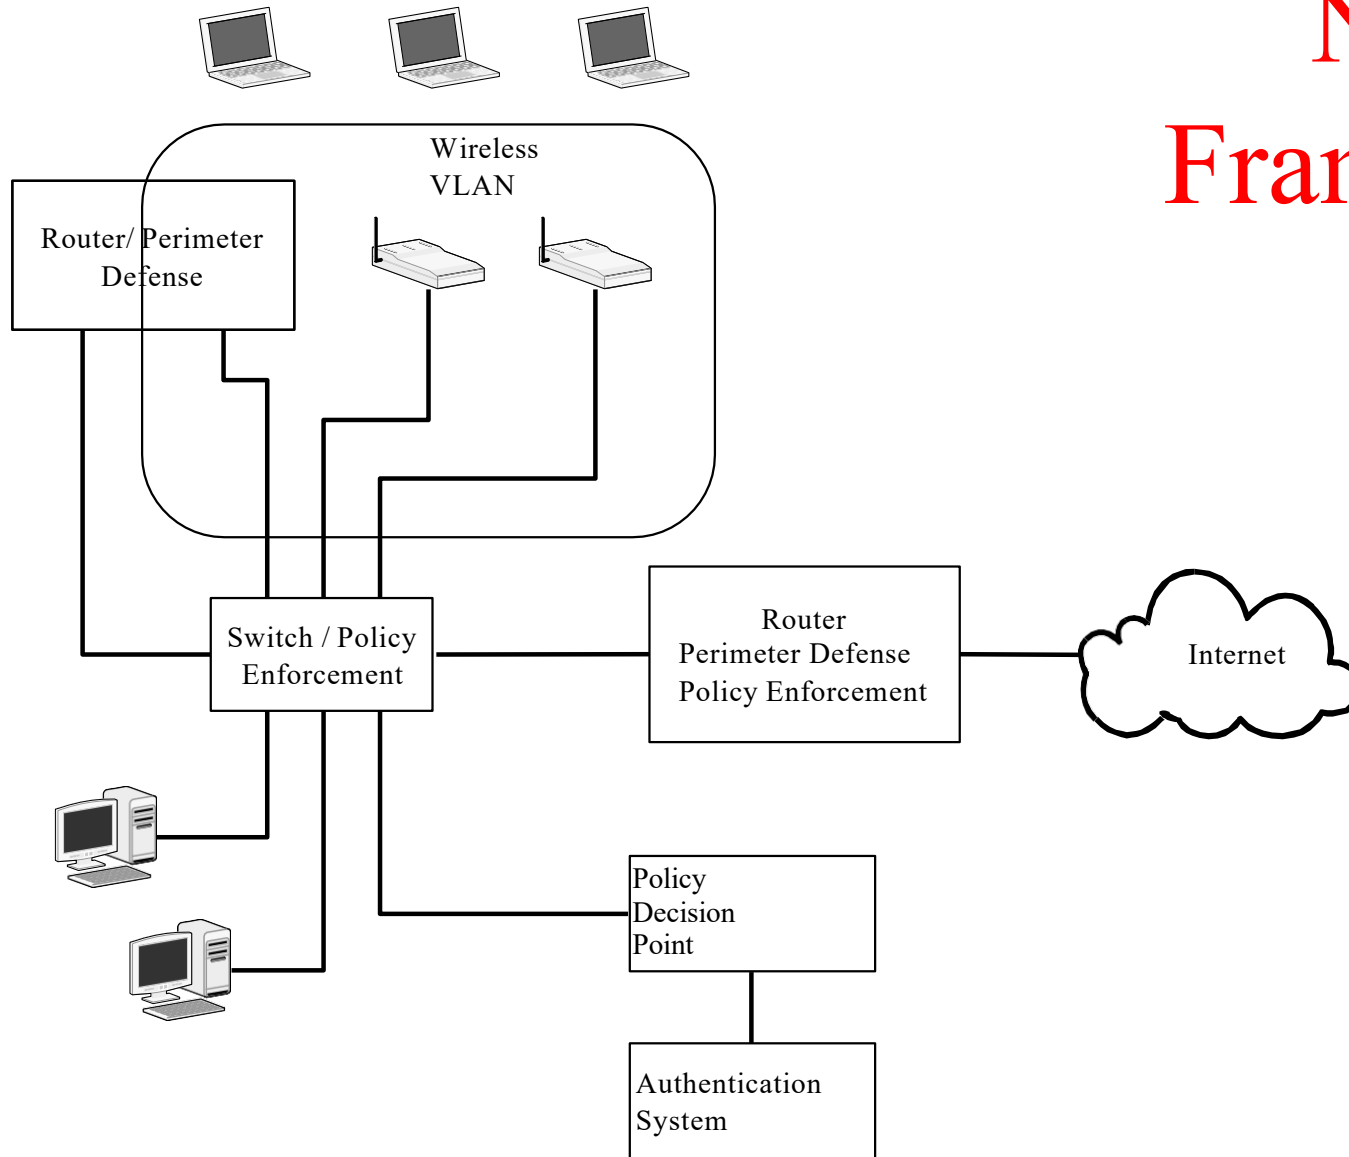 N
Fran
Wireless
VLAN
Router/ Perimeter
Defense
Switch / Policy
Enforcement
Router
Perimeter Defense
Policy Enforcement
Internet
Policy
Decision
Point
Authentication
System